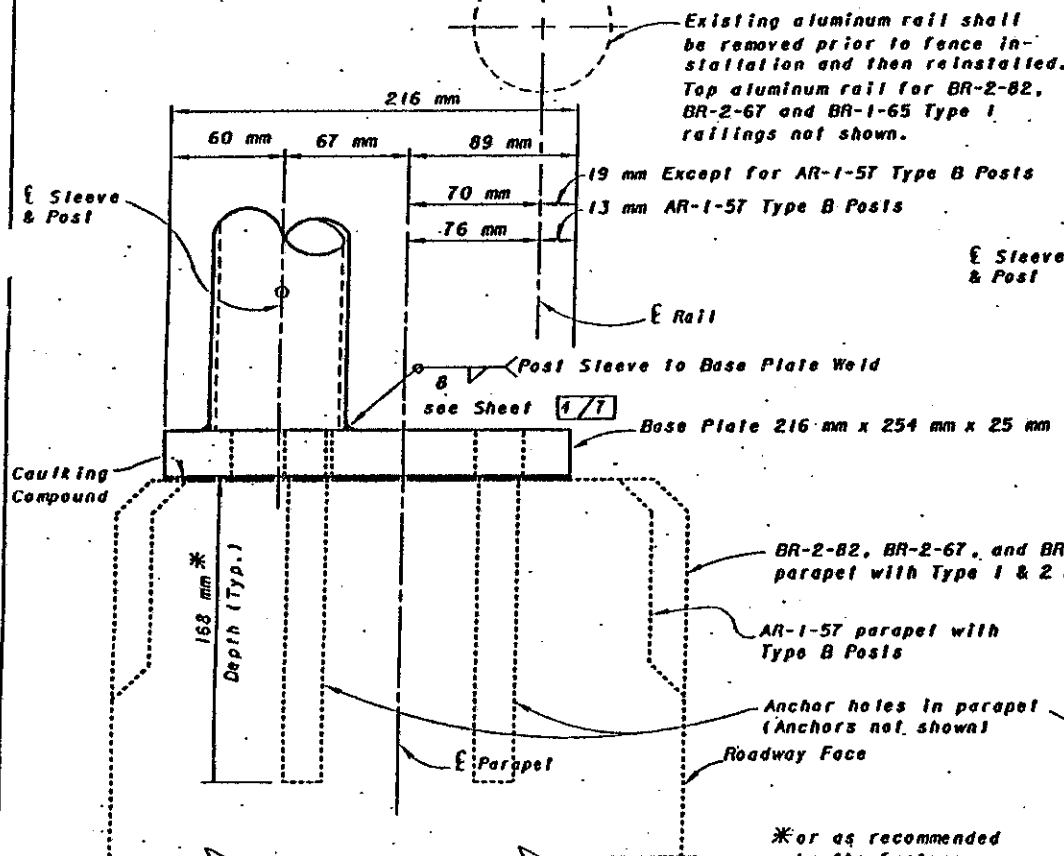 Existing aluminum rail shall
be removed prior to fence in-
stallation and then reinstalled.
Top aluminum rail for BR-2-82,
BR-2-67 and BR-1-65 Type 1
railings not shown.
216 mm
60 mm
67 mm
89 mm
19 mm Except for AR-1-57 Type B Posts
70 mm
13 mm AR-1-57 Type B Posts
76 mm
℄ Sleeve
& Post
℄ Sleeve
& Post
℄ Rail
Post Sleeve to Base Plate Weld
8
see Sheet 4/7
Base Plate 216 mm x 254 mm x 25 mm
Caulking
Compound
168 mm*
Depth (Typ.)
BR-2-82, BR-2-67, and BR
parapet with Type 1 & 2
AR-1-57 parapet with
Type B Posts
Anchor holes in parapet
(Anchors not shown)
℄ Parapet
Roadway Face
*or as recommended